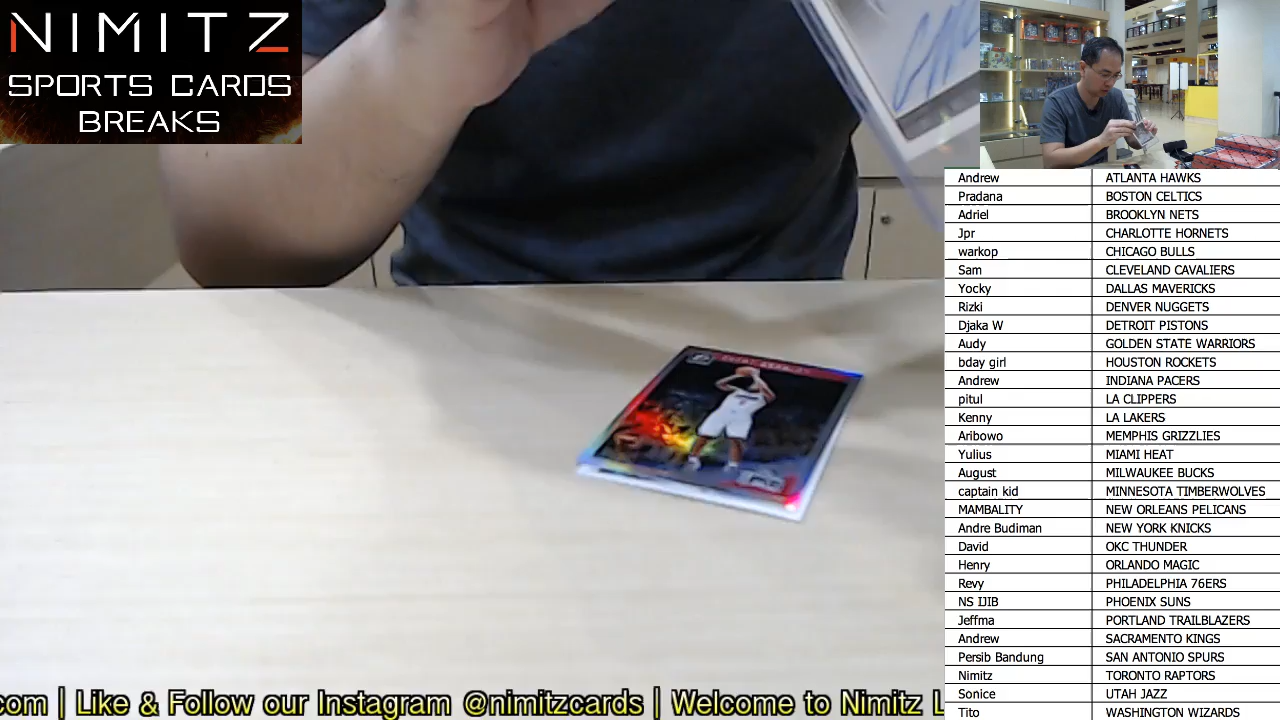 NIMITZ
SPORTS CARDS
BREAKS
Andrew ATLANTA HAWKS
Pradana BOSTON CELTICS
Adriel BROOKLYN NETS
Jpr CHARLOTTE HORNETS
warkop CHICAGO BULLS
Sam CLEVELAND CAVALIERS
Yocky DALLAS MAVERICKS
Rizki DENVER NUGGETS
Djaka W DETROIT PISTONS
Audy GOLDEN STATE WARRIORS
bday girl HOUSTON ROCKETS
Andrew INDIANA PACERS
pitul LA CLIPPERS
Kenny LA LAKERS
Aribowo MEMPHIS GRIZZLIES
Yulius MIAMI HEAT
August MILWAUKEE BUCKS
captain kid MINNESOTA TIMBERWOLVES
MAMBALITY NEW ORLEANS PELICANS
Andre Budiman NEW YORK KNICKS
David OKC THUNDER
Henry ORLANDO MAGIC
Revy PHILADELPHIA 76ERS
NS IJIB PHOENIX SUNS
Jeffma PORTLAND TRAILBLAZERS
Andrew SACRAMENTO KINGS
Persib Bandung SAN ANTONIO SPURS
Nimitz TORONTO RAPTORS
Sonice UTAH JAZZ
Tito WASHINGTON WIZARDS
com | Like & Follow our Instagram @nimitzcards | Welcome to Nimitz L